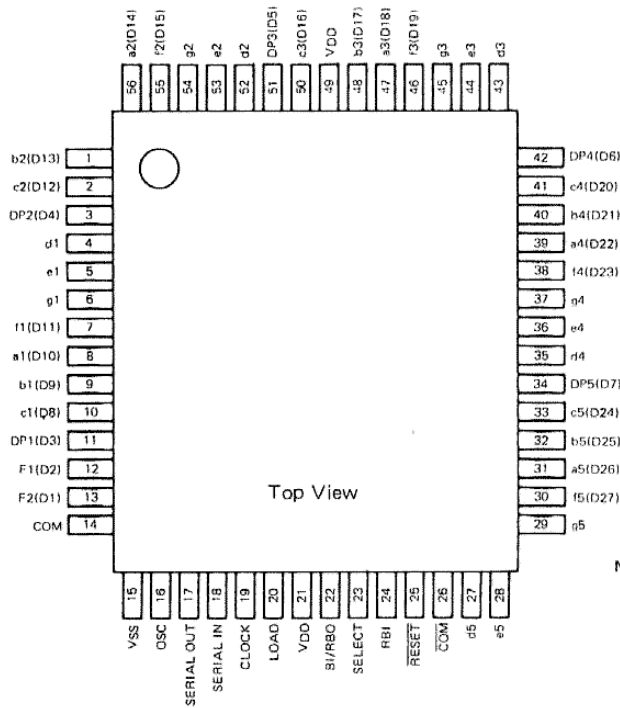 a2(D14)
f2(D15)
g2
e2
d2
DP3(D5)
c3(D16)
VDD
b3(D17)
a3(D18)
f3(D19)
g3
e3
d3
56
55
54
53
52
51
50
49
48
47
46
45
44
43
b2(D13) 1
c2(D12) 2
DP2(D4) 3
d1 4
e1 5
g1 6
f1(D11) 7
a1(D10) 8
b1(D9) 9
c1(D8) 10
DP1(D3) 11
F1(D2) 12
F2(D1) 13
COM 14
42 DP4(D6)
41 c4(D20)
40 b4(D21)
39 a4(D22)
38 f4(D23)
37 g4
36 e4
35 d4
34 DP5(D7)
33 c5(D24)
32 b5(D25)
31 a5(D26)
30 f5(D27)
29 g5
Top View
15
16
17
18
19
20
21
22
23
24
25
26
27
28
VSS
OSC
SERIAL OUT
SERIAL IN
CLOCK
LOAD
VDD
BI/RBO
SELECT
RBI
RESET
COM
d5
e5